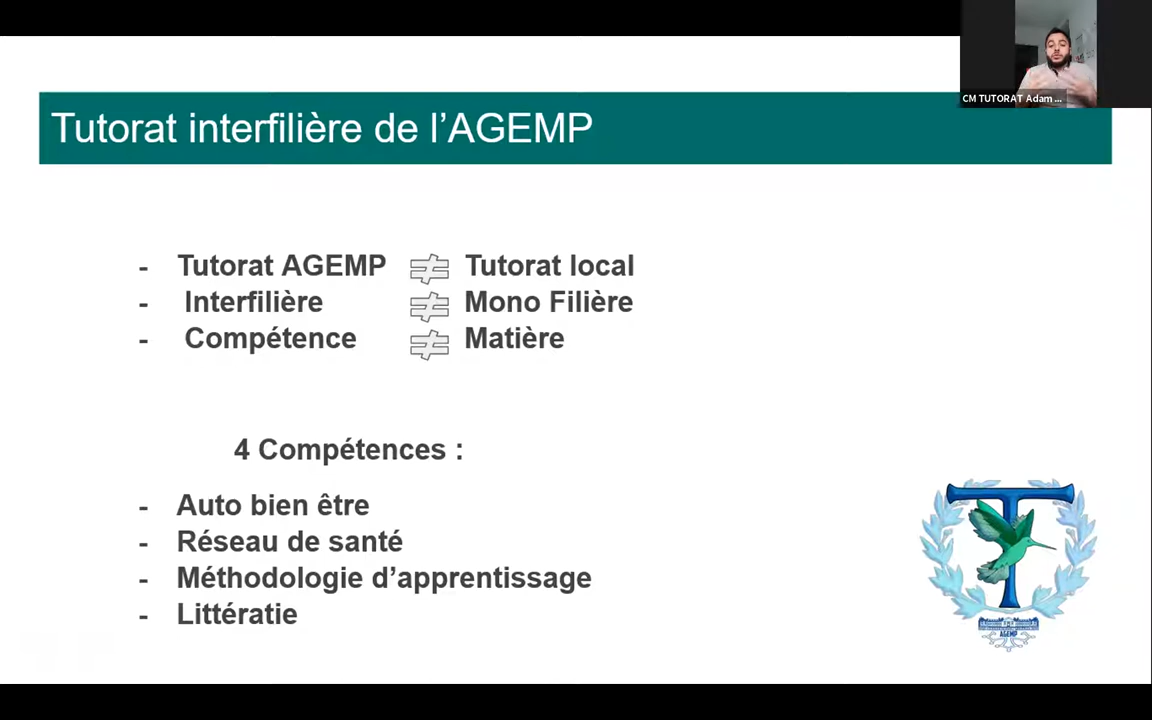 CM TUTORAT Adam ...
Tutorat interfilière de l'AGEMP
- Tutorat AGEMP ≠ Tutorat local
- Interfilière ≠ Mono Filière
- Compétence ≠ Matière
4 Compétences :
- Auto bien être
- Réseau de santé
- Méthodologie d'apprentissage
- Littératie
T
AGEMP